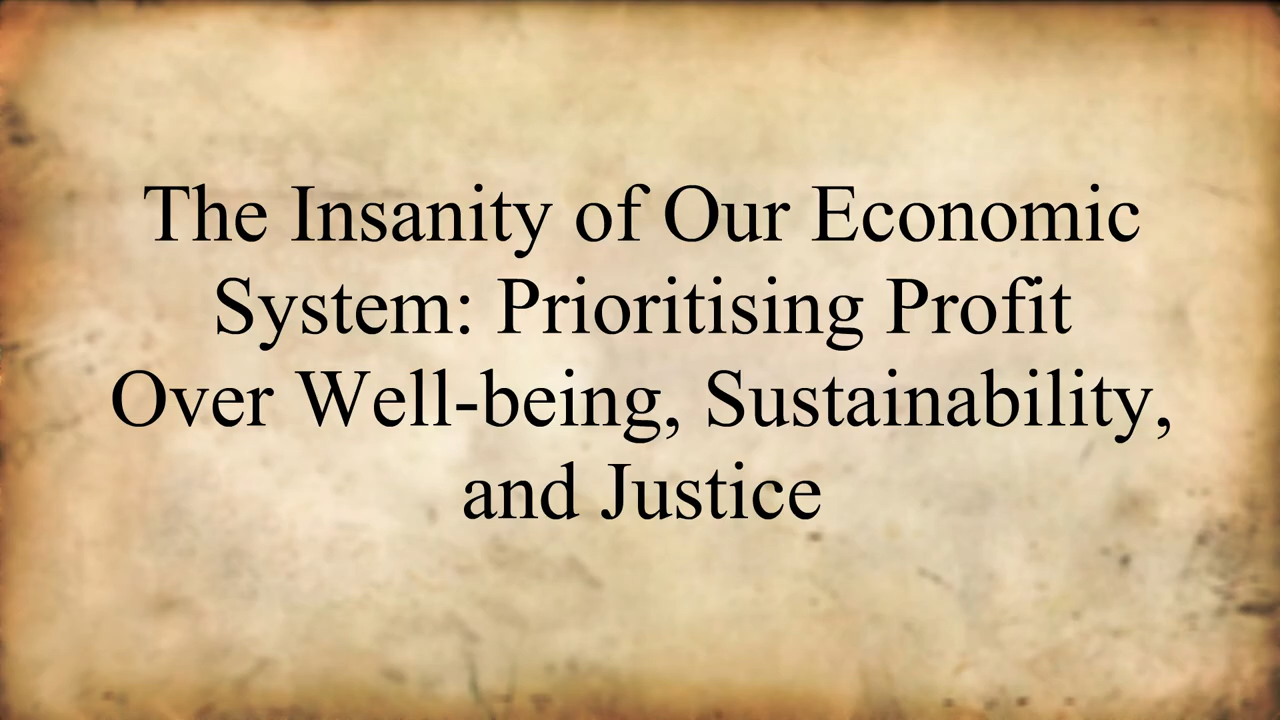 The Insanity of Our Economic
System: Prioritising Profit
Over Well-being, Sustainability,
and Justice